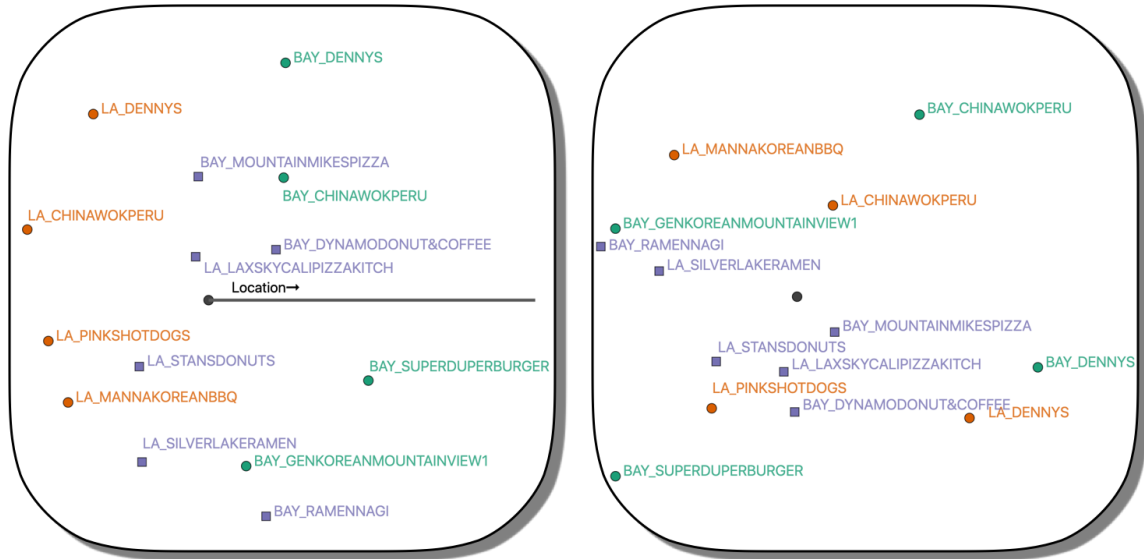 BAY_DENNYS
LA_DENNYS
BAY_MOUNTAINMIKESPIZZA
BAY_CHINAWOKPERU
LA_CHINAWOKPERU
BAY_DYNAMODONUT&COFFEE
LA_LAXSKYCALIPIZZAKITCH
Location→
LA_PINKSHOTDOGS
LA_STANSDONUTS
BAY_SUPERDUPERBURGER
LA_MANNAKOREANBBQ
LA_SILVERLAKERAMEN
BAY_GENKOREANMOUNTAINVIEW1
BAY_RAMENNAGI
BAY_CHINAWOKPERU
LA_MANNAKOREANBBQ
LA_CHINAWOKPERU
BAY_GENKOREANMOUNTAINVIEW1
BAY_RAMENNAGI
LA_SILVERLAKERAMEN
BAY_MOUNTAINMIKESPIZZA
LA_STANSDONUTS
LA_LAXSKYCALIPIZZAKITCH
BAY_DENNYS
LA_PINKSHOTDOGS
BAY_DYNAMODONUT&COFFEE
LA_DENNYS
BAY_SUPERDUPERBURGER